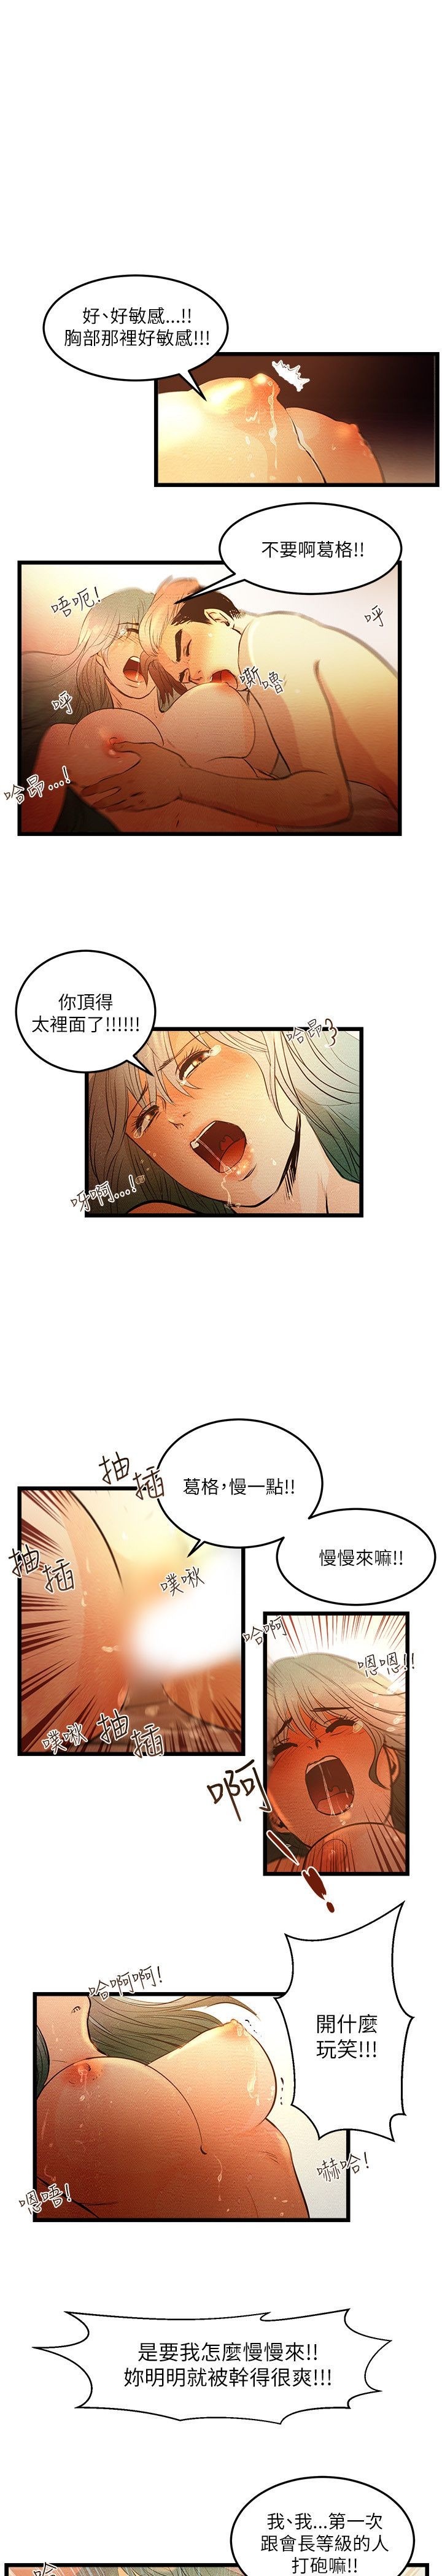 好、好敏感...!!
胸部那裡好敏感!!!
不要啊葛格!!
唔呃!
呼
嘶嚕
呼
哈昂...!
你頂得
太裡面了!!!!!!
哈昂
呀啊...!
抽插
葛格，慢一點!!
抽插
噗啾
慢慢來嘛!!
哈啊
嗯嗯!!
噗啾
抽插
啊
開什麼
玩笑!!!
哈啊啊!
赫哈!
嗯唔!
是要我怎麼慢慢來!!
妳明明就被幹得很爽!!!
我、我...第一次
跟會長等級的人
打砲嘛!!
哈啊